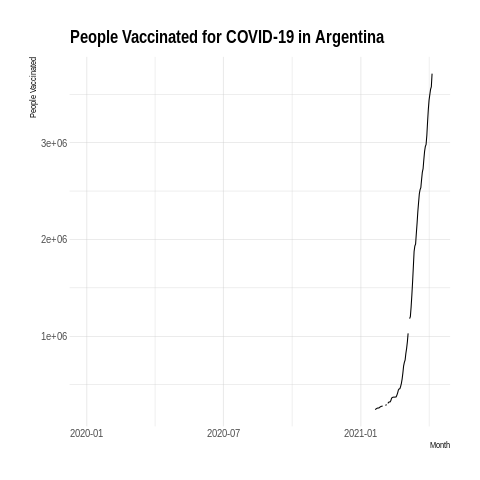 People Vaccinated for COVID-19 in Argentina
People Vaccinated
3e+06
2e+06
1e+06
2020-01 2020-07 2021-01
Month